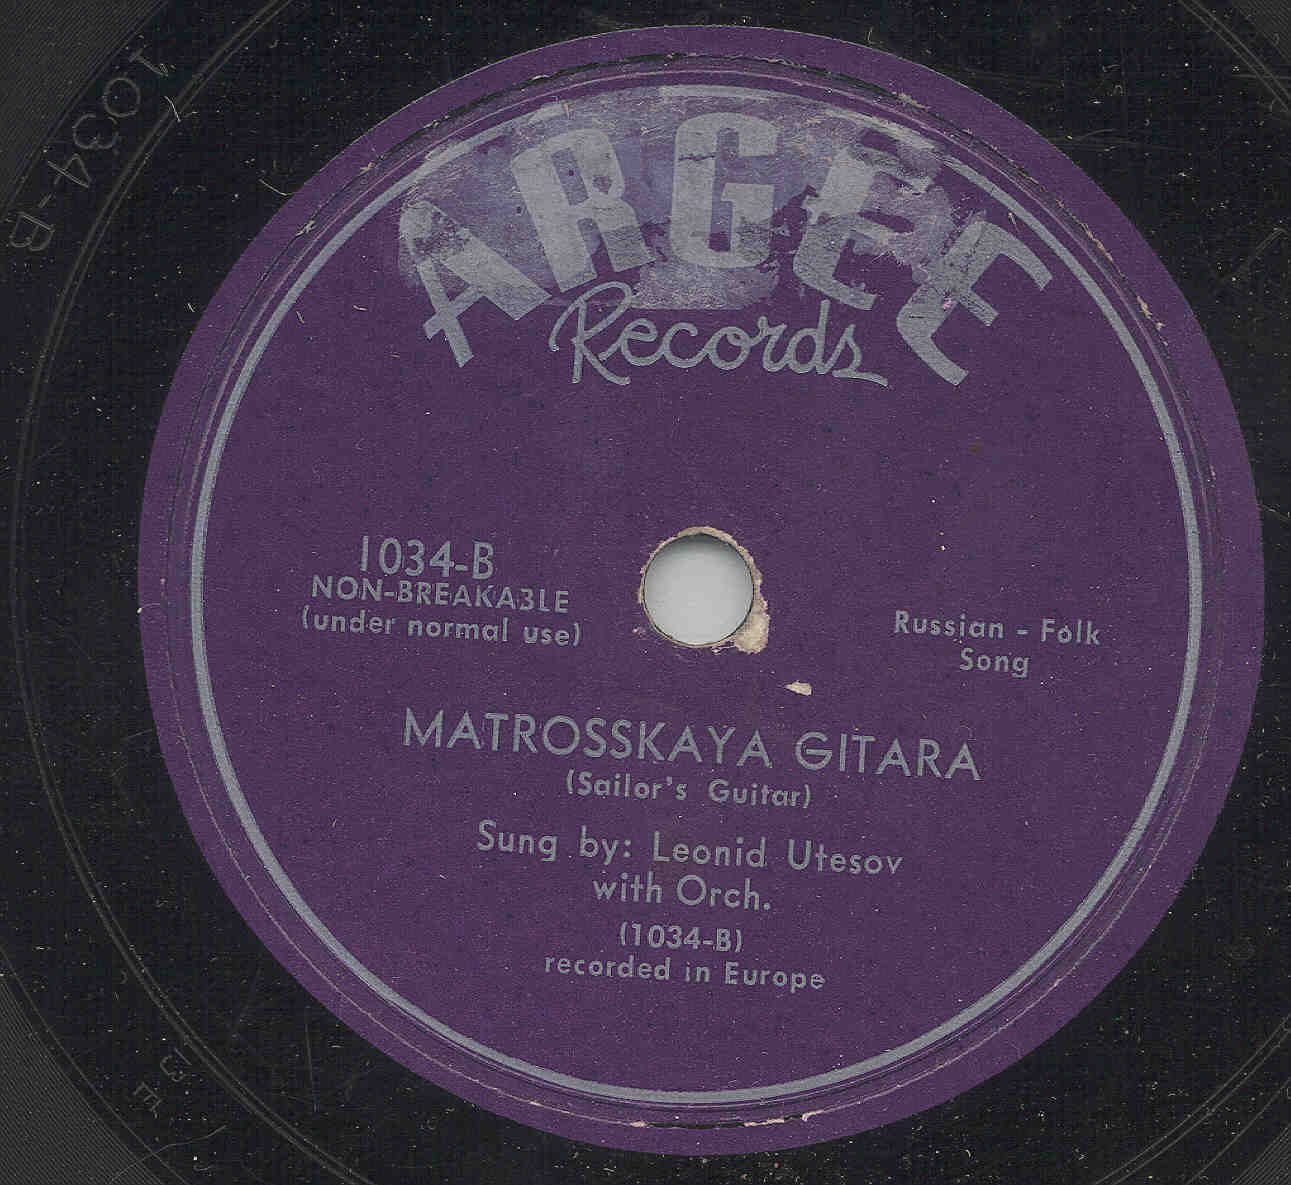 ARGEE
Records
1034-B
NON-BREAKA3LE
(under normal use)
Russian - Folk
Song
MATROSSKAYA GITARA
(Sailor's Guitar)
Sung by: Leonid Utesov
with Orch.
(1034-B)
recorded in Europe
1034-B